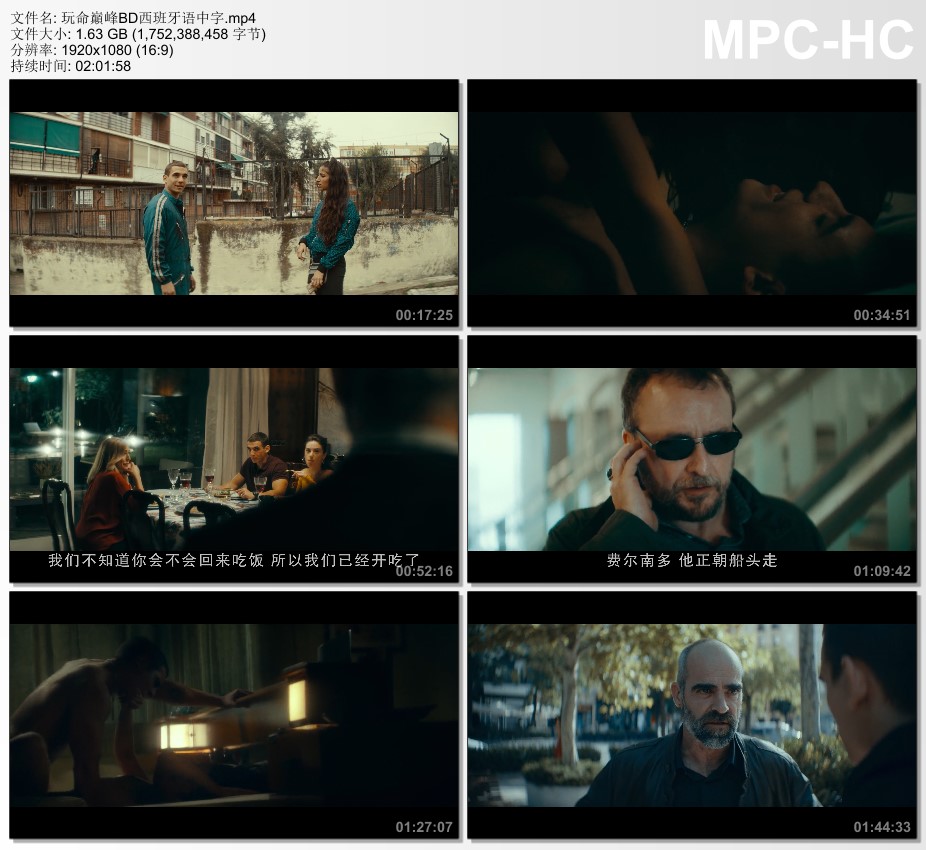 文件名: 玩命巅峰BD西班牙语中字.mp4
文件大小: 1.63 GB (1,752,388,458 字节)
分辨率: 1920x1080 (16:9)
持续时间: 02:01:58
MPC-HC
00:17:25
00:34:51
我们不知道你会不会回来吃饭 所以我们已经开吃了
00:52:16
费尔南多 他正朝船头走
01:09:42
01:27:07
01:44:33